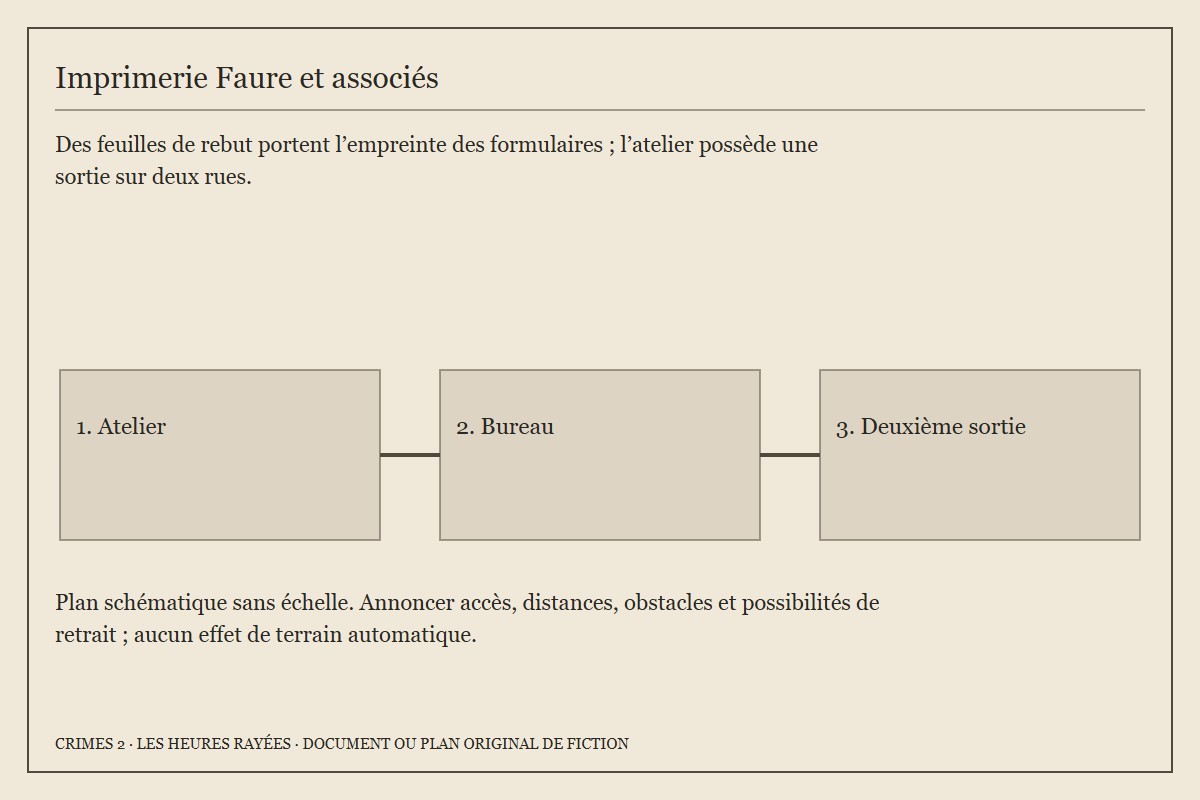 Imprimerie Faure et associés
Des feuilles de rebut portent l’empreinte des formulaires ; l’atelier possède une
sortie sur deux rues.
1. Atelier
2. Bureau
3. Deuxième sortie
Plan schématique sans échelle. Annoncer accès, distances, obstacles et possibilités de
retrait ; aucun effet de terrain automatique.
CRIMES 2 · LES HEURES RAYÉES · DOCUMENT OU PLAN ORIGINAL DE FICTION